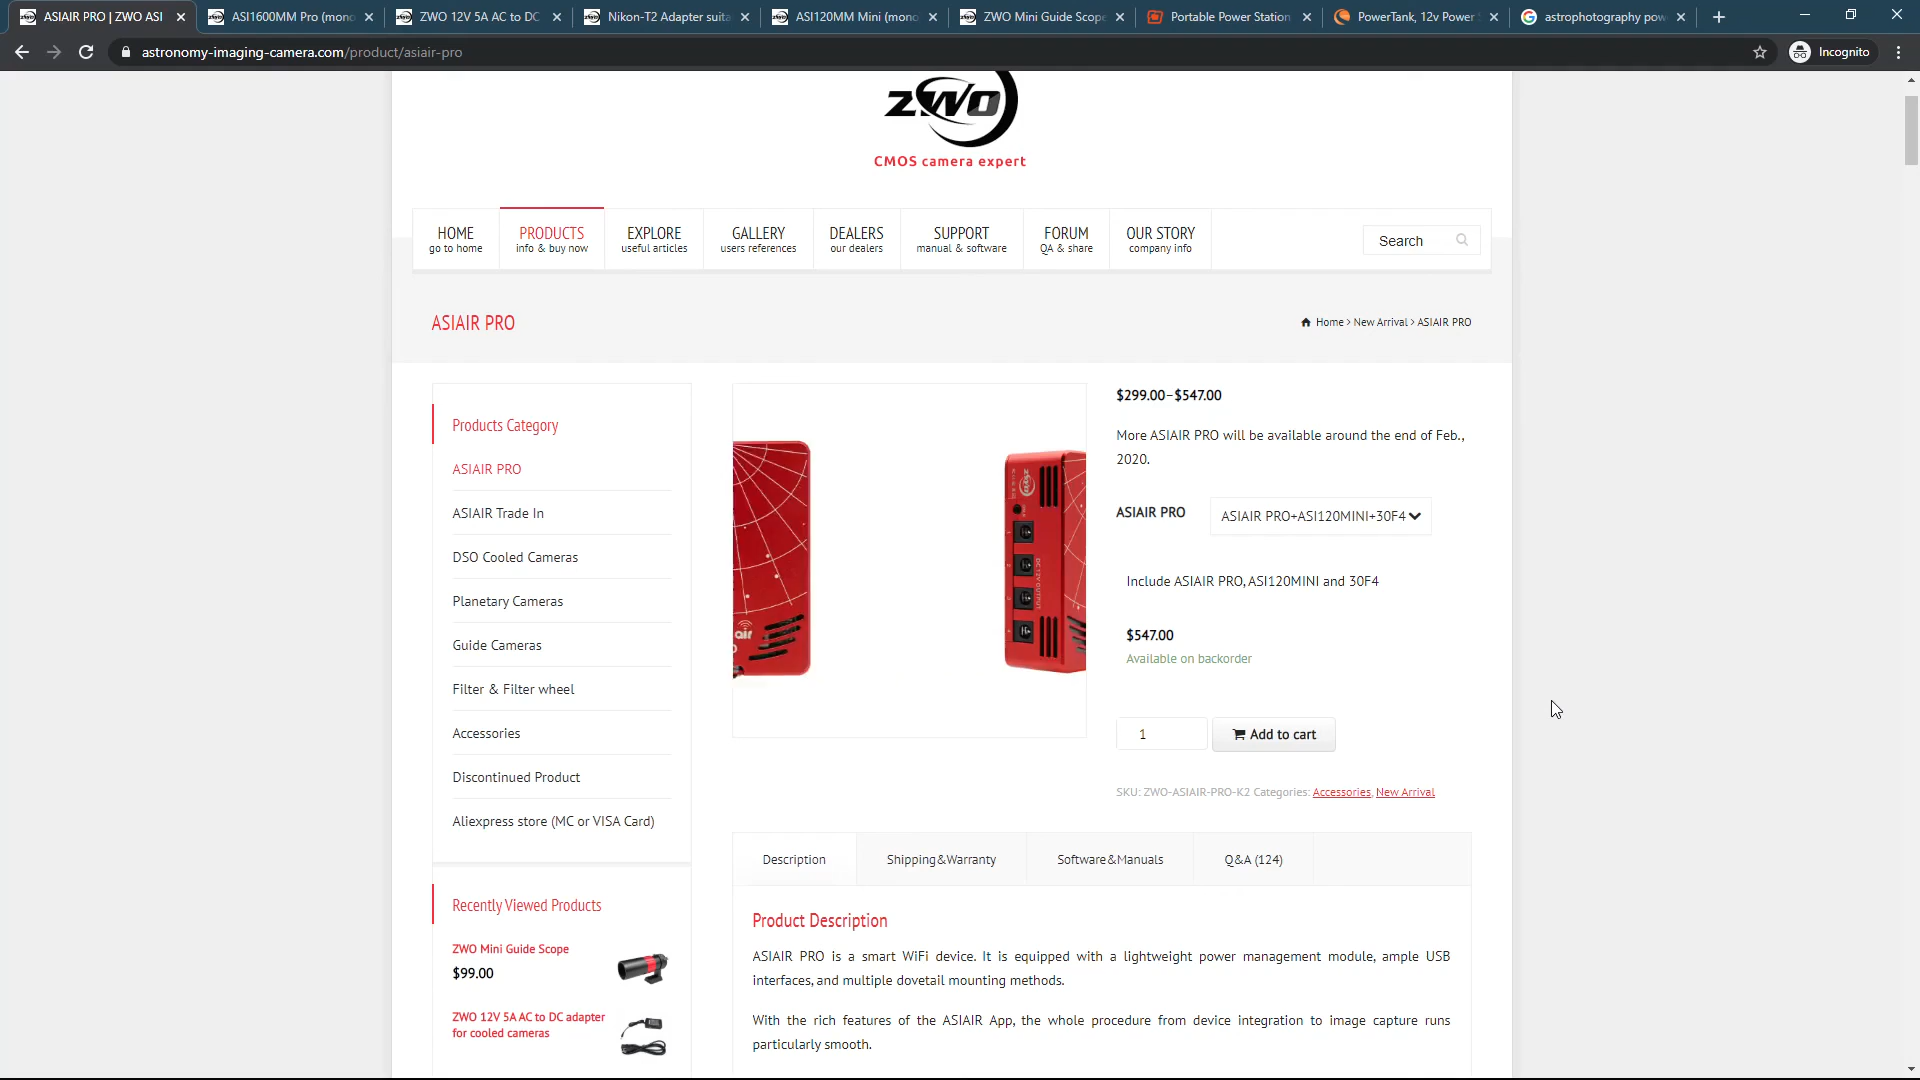 ASIAIR PRO | ZWO ASI
ASI1600MM Pro (mono
ZWO 12V 5A AC to DC
Nikon-T2 Adapter suita
ASI120MM Mini (mono
ZWO Mini Guide Scope
Portable Power Station
PowerTank, 12v Power
astrophotography pow
astronomy-imaging-camera.com/product/asiair-pro
Incognito
ZWO
CMOS camera expert
HOME
go to home
PRODUCTS
info & buy now
EXPLORE
useful articles
GALLERY
users references
DEALERS
our dealers
SUPPORT
manual & software
FORUM
QA & share
OUR STORY
company info
Search
ASIAIR PRO
Home > New Arrival > ASIAIR PRO
Products Category
ASIAIR PRO
ASIAIR Trade In
DSO Cooled Cameras
Planetary Cameras
Guide Cameras
Filter & Filter wheel
Accessories
Discontinued Product
Aliexpress store (MC or VISA Card)
Recently Viewed Products
ZWO Mini Guide Scope
$99.00
ZWO 12V 5A AC to DC adapter
for cooled cameras
air
DC 12V OUTPUT
$299.00–$547.00
More ASIAIR PRO will be available around the end of Feb.,
2020.
ASIAIR PRO
ASIAIR PRO+ASI120MINI+30F4
Include ASIAIR PRO, ASI120MINI and 30F4
$547.00
Available on backorder
1
Add to cart
SKU: ZWO-ASIAIR-PRO-K2 Categories: Accessories, New Arrival
Description
Shipping&Warranty
Software&Manuals
Q&A (124)
Product Description
ASIAIR PRO is a smart WiFi device. It is equipped with a lightweight power management module, ample USB
interfaces, and multiple dovetail mounting methods.
With the rich features of the ASIAIR App, the whole procedure from device integration to image capture runs
particularly smooth.